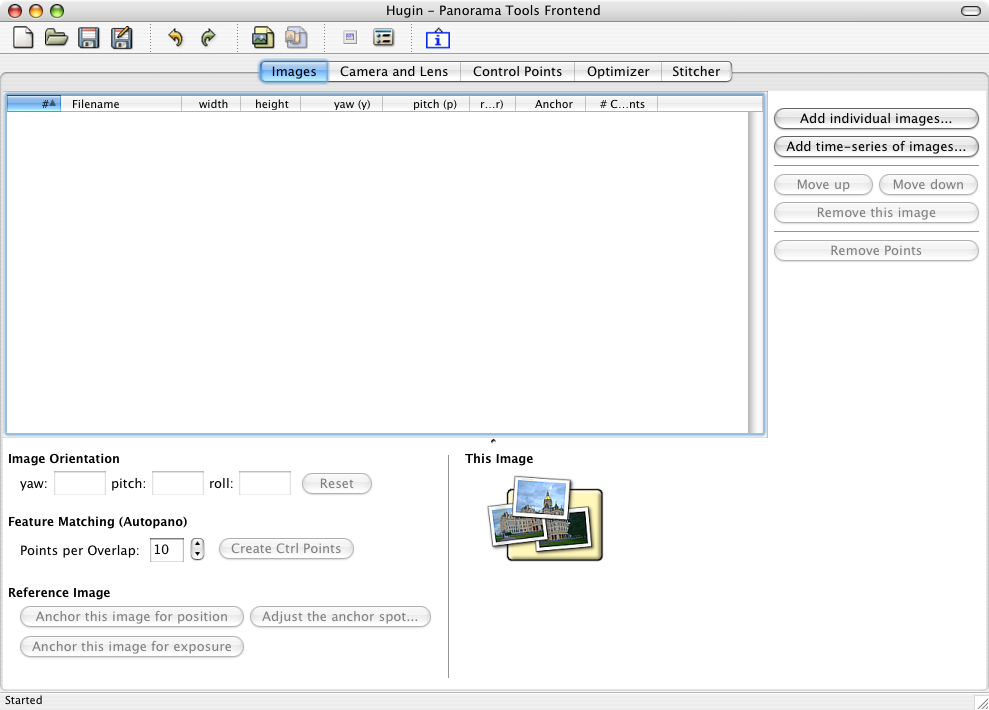 Hugin – Panorama Tools Frontend
Images Camera and Lens Control Points Optimizer Stitcher
# Filename width height yaw (y) pitch (p) r...r) Anchor # C...nts
Add individual images...
Add time-series of images...
Move up Move down
Remove this image
Remove Points
Image Orientation
yaw: pitch: roll: Reset
Feature Matching (Autopano)
Points per Overlap: 10 Create Ctrl Points
Reference Image
Anchor this image for position Adjust the anchor spot...
Anchor this image for exposure
This Image
Started